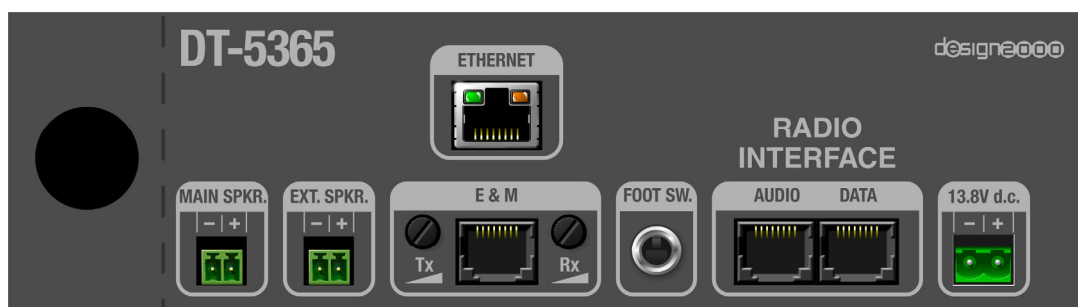 DT-5365
design2000
ETHERNET
RADIO
INTERFACE
MAIN SPKR.
- +
EXT. SPKR.
- +
E & M
Tx
Rx
FOOT SW.
AUDIO DATA
13.8V d.c.
- +